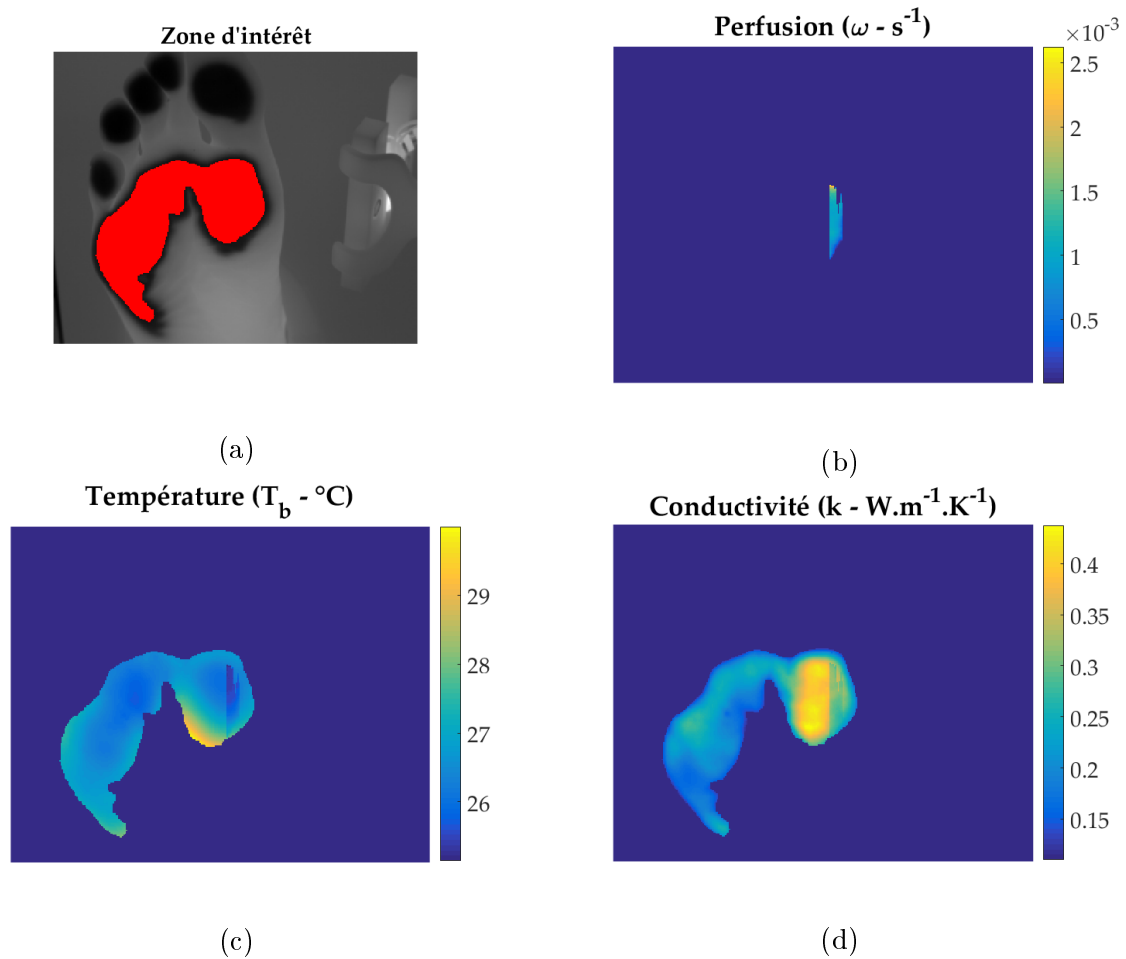 Zone d'intérêt
Perfusion (ω - s⁻¹)
×10⁻³
2.5
2
1.5
1
0.5
(a)
(b)
Température (T_b - °C)
29
28
27
26
Conductivité (k - W.m⁻¹.K⁻¹)
0.4
0.35
0.3
0.25
0.2
0.15
(c)
(d)